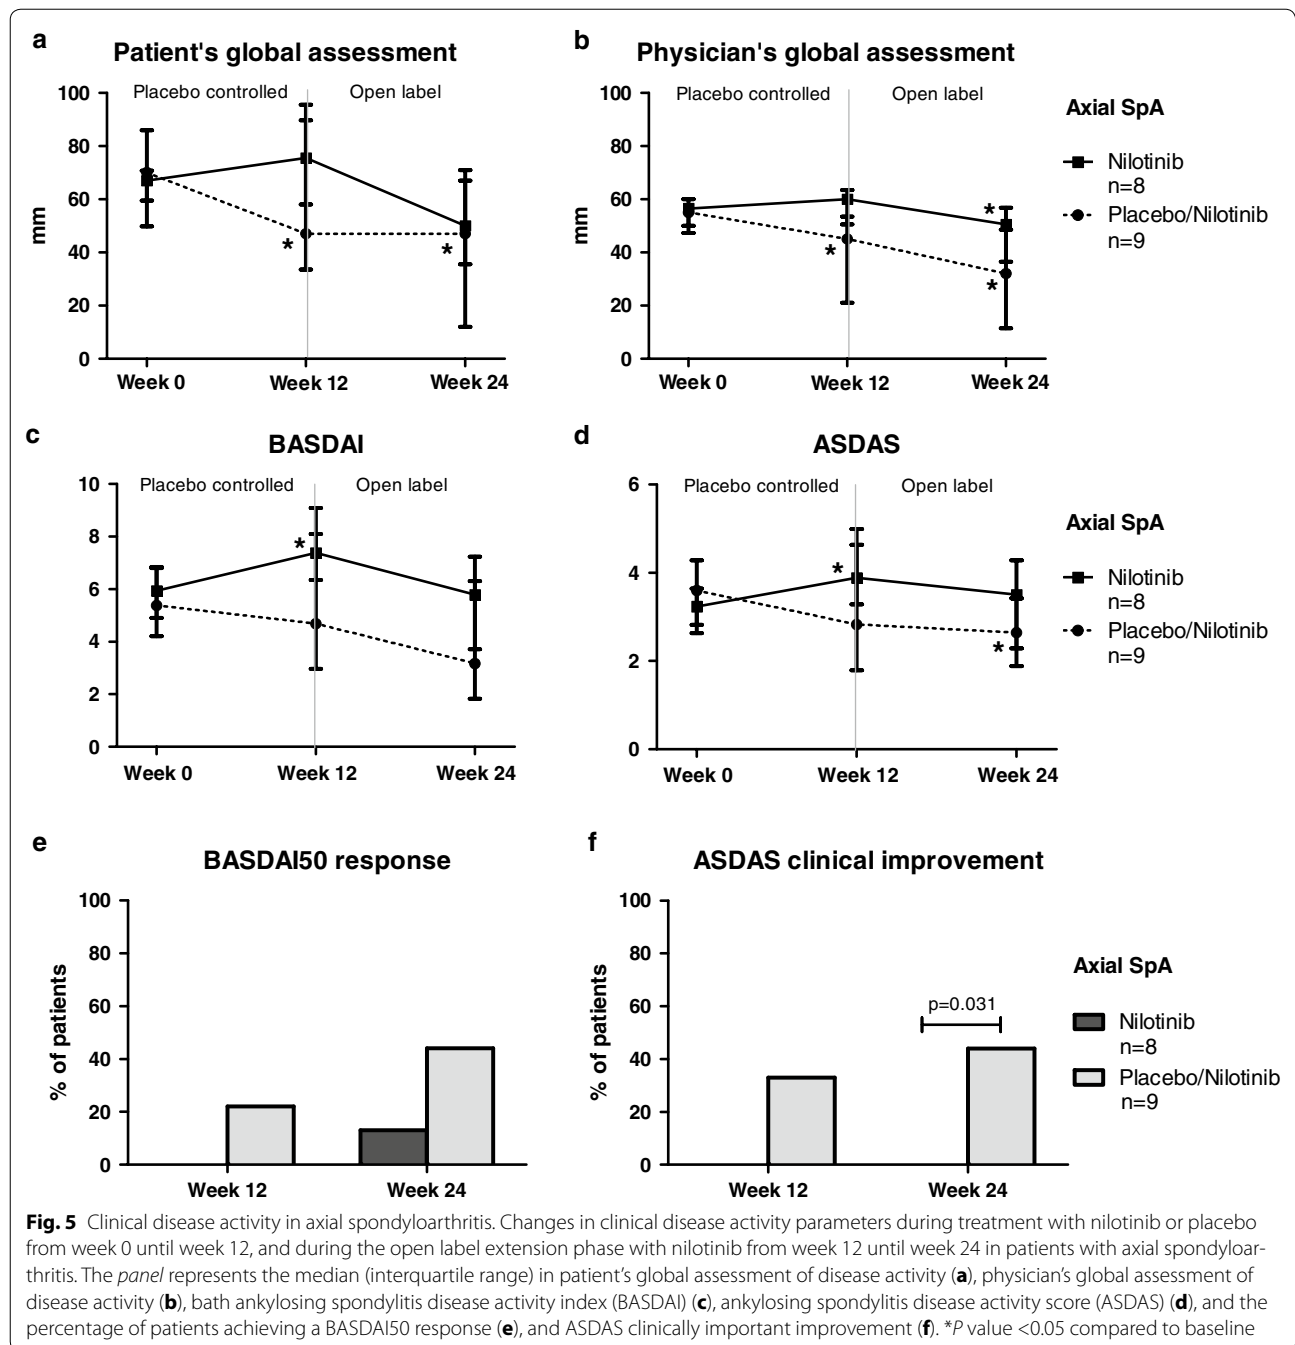 a
Patient's global assessment
Placebo controlled
Open label
100
80
60
40
20
0
mm
Week 0
Week 12
Week 24
*
*
b
Physician's global assessment
Placebo controlled
Open label
100
80
60
40
20
0
mm
Week 0
Week 12
Week 24
*
*
*
Axial SpA
Nilotinib
n=8
Placebo/Nilotinib
n=9
c
BASDAI
Placebo controlled
Open label
10
8
6
4
2
0
Week 0
Week 12
Week 24
*
d
ASDAS
Placebo controlled
Open label
6
4
2
0
Week 0
Week 12
Week 24
*
*
Axial SpA
Nilotinib
n=8
Placebo/Nilotinib
n=9
e
BASDAI50 response
100
80
60
40
20
0
% of patients
Week 12
Week 24
f
ASDAS clinical improvement
100
80
60
40
20
0
% of patients
p=0.031
Week 12
Week 24
Axial SpA
Nilotinib
n=8
Placebo/Nilotinib
n=9
Fig. 5 Clinical disease activity in axial spondyloarthritis. Changes in clinical disease activity parameters during treatment with nilotinib or placebo
from week 0 until week 12, and during the open label extension phase with nilotinib from week 12 until week 24 in patients with axial spondyloar-
thritis. The panel represents the median (interquartile range) in patient's global assessment of disease activity (a), physician's global assessment of
disease activity (b), bath ankylosing spondylitis disease activity index (BASDAI) (c), ankylosing spondylitis disease activity score (ASDAS) (d), and the
percentage of patients achieving a BASDAI50 response (e), and ASDAS clinically important improvement (f). *P value <0.05 compared to baseline